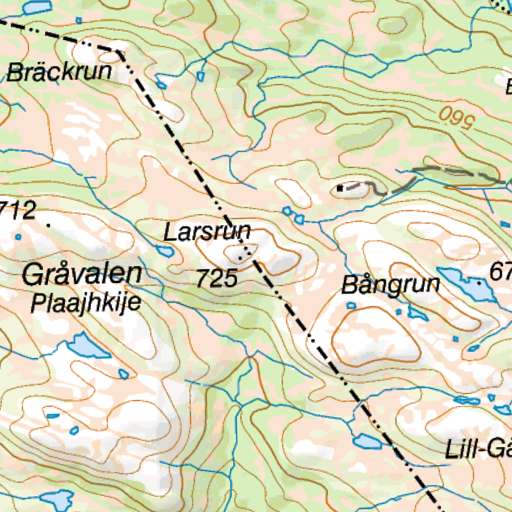 Bräckrun
560
712
Larsrun
Gråvalen
Plaajhkije
725
Bångrun
67
Lill-Gå